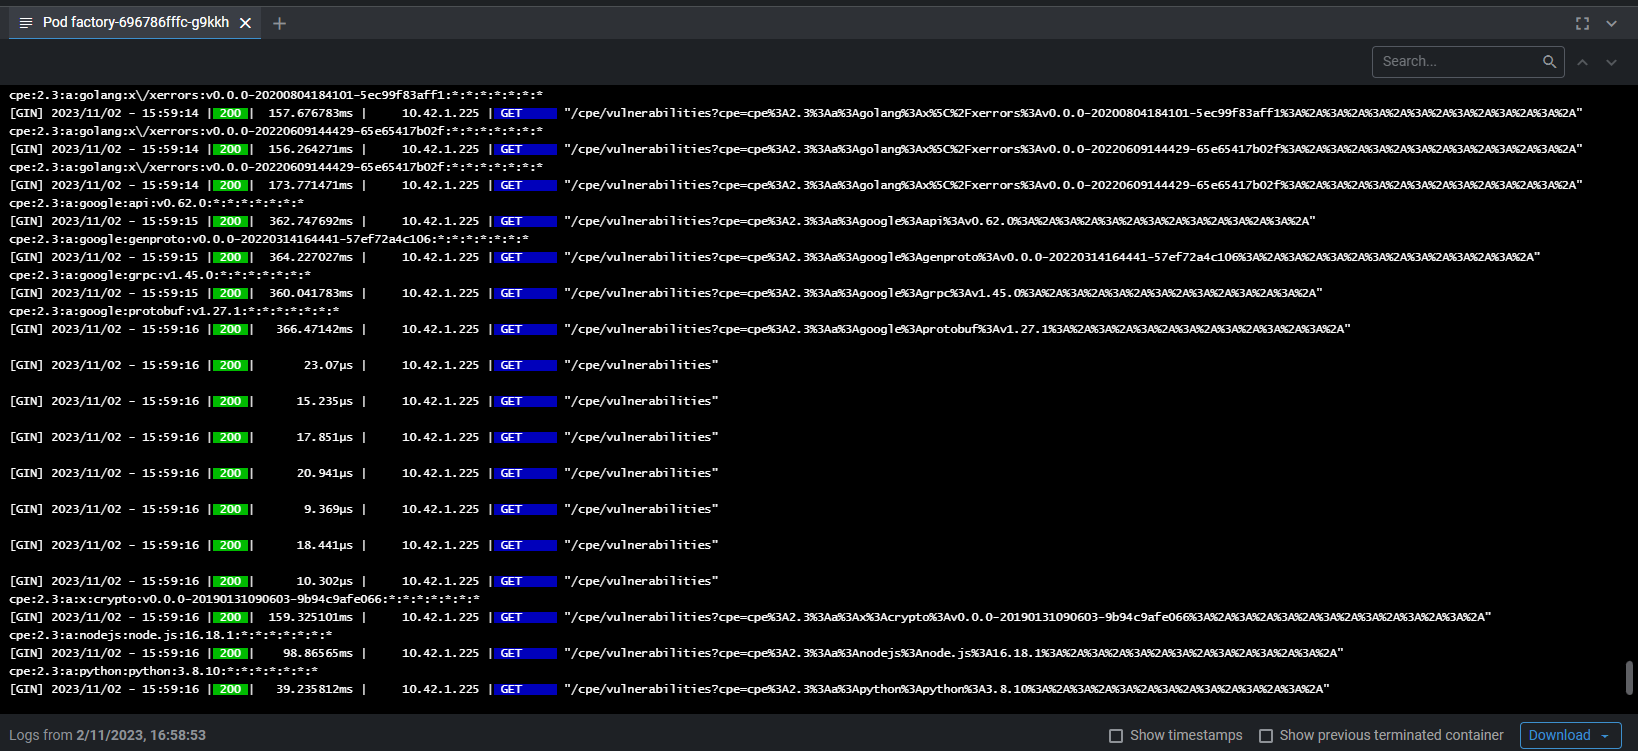 Pod factory-696786fffc-g9kkh
Search...
cpe:2.3:a:golang:x\/xerrors:v0.0.0-20200804184101-5ec99f83aff1:*:*:*:*:*:*:*
[GIN] 2023/11/02 - 15:59:14 | 200 | 157.676783ms | 10.42.1.225 | GET "/cpe/vulnerabilities?cpe=cpe%3A2.3%3Aa%3Agolang%3Ax%5C%2Fxerrors%3Av0.0.0-20200804184101-5ec99f83aff1%3A%2A%3A%2A%3A%2A%3A%2A%3A%2A%3A%2A%3A%2A"
cpe:2.3:a:golang:x\/xerrors:v0.0.0-20220609144429-65e65417b02f:*:*:*:*:*:*:*
[GIN] 2023/11/02 - 15:59:14 | 200 | 156.264271ms | 10.42.1.225 | GET "/cpe/vulnerabilities?cpe=cpe%3A2.3%3Aa%3Agolang%3Ax%5C%2Fxerrors%3Av0.0.0-20220609144429-65e65417b02f%3A%2A%3A%2A%3A%2A%3A%2A%3A%2A%3A%2A%3A%2A"
cpe:2.3:a:golang:x\/xerrors:v0.0.0-20220609144429-65e65417b02f:*:*:*:*:*:*:*
[GIN] 2023/11/02 - 15:59:14 | 200 | 173.771471ms | 10.42.1.225 | GET "/cpe/vulnerabilities?cpe=cpe%3A2.3%3Aa%3Agolang%3Ax%5C%2Fxerrors%3Av0.0.0-20220609144429-65e65417b02f%3A%2A%3A%2A%3A%2A%3A%2A%3A%2A%3A%2A%3A%2A"
cpe:2.3:a:google:api:v0.62.0:*:*:*:*:*:*:*
[GIN] 2023/11/02 - 15:59:15 | 200 | 362.747692ms | 10.42.1.225 | GET "/cpe/vulnerabilities?cpe=cpe%3A2.3%3Aa%3Agoogle%3Aapi%3Av0.62.0%3A%2A%3A%2A%3A%2A%3A%2A%3A%2A%3A%2A%3A%2A"
cpe:2.3:a:google:genproto:v0.0.0-20220314164441-57ef72a4c106:*:*:*:*:*:*:*
[GIN] 2023/11/02 - 15:59:15 | 200 | 364.227027ms | 10.42.1.225 | GET "/cpe/vulnerabilities?cpe=cpe%3A2.3%3Aa%3Agoogle%3Agenproto%3Av0.0.0-20220314164441-57ef72a4c106%3A%2A%3A%2A%3A%2A%3A%2A%3A%2A%3A%2A%3A%2A"
cpe:2.3:a:google:grpc:v1.45.0:*:*:*:*:*:*:*
[GIN] 2023/11/02 - 15:59:15 | 200 | 360.041783ms | 10.42.1.225 | GET "/cpe/vulnerabilities?cpe=cpe%3A2.3%3Aa%3Agoogle%3Agrpc%3Av1.45.0%3A%2A%3A%2A%3A%2A%3A%2A%3A%2A%3A%2A%3A%2A"
cpe:2.3:a:google:protobuf:v1.27.1:*:*:*:*:*:*:*
[GIN] 2023/11/02 - 15:59:16 | 200 | 366.47142ms | 10.42.1.225 | GET "/cpe/vulnerabilities?cpe=cpe%3A2.3%3Aa%3Agoogle%3Aprotobuf%3Av1.27.1%3A%2A%3A%2A%3A%2A%3A%2A%3A%2A%3A%2A%3A%2A"
[GIN] 2023/11/02 - 15:59:16 | 200 | 23.07µs | 10.42.1.225 | GET "/cpe/vulnerabilities"
[GIN] 2023/11/02 - 15:59:16 | 200 | 15.235µs | 10.42.1.225 | GET "/cpe/vulnerabilities"
[GIN] 2023/11/02 - 15:59:16 | 200 | 17.851µs | 10.42.1.225 | GET "/cpe/vulnerabilities"
[GIN] 2023/11/02 - 15:59:16 | 200 | 20.941µs | 10.42.1.225 | GET "/cpe/vulnerabilities"
[GIN] 2023/11/02 - 15:59:16 | 200 | 9.369µs | 10.42.1.225 | GET "/cpe/vulnerabilities"
[GIN] 2023/11/02 - 15:59:16 | 200 | 18.441µs | 10.42.1.225 | GET "/cpe/vulnerabilities"
[GIN] 2023/11/02 - 15:59:16 | 200 | 10.302µs | 10.42.1.225 | GET "/cpe/vulnerabilities"
cpe:2.3:a:x:crypto:v0.0.0-20190131090603-9b94c9afe066:*:*:*:*:*:*:*
[GIN] 2023/11/02 - 15:59:16 | 200 | 159.325101ms | 10.42.1.225 | GET "/cpe/vulnerabilities?cpe=cpe%3A2.3%3Aa%3Ax%3Acrypto%3Av0.0.0-20190131090603-9b94c9afe066%3A%2A%3A%2A%3A%2A%3A%2A%3A%2A%3A%2A%3A%2A"
cpe:2.3:a:nodejs:node.js:16.18.1:*:*:*:*:*:*:*
[GIN] 2023/11/02 - 15:59:16 | 200 | 98.86565ms | 10.42.1.225 | GET "/cpe/vulnerabilities?cpe=cpe%3A2.3%3Aa%3Anodejs%3Anode.js%3A16.18.1%3A%2A%3A%2A%3A%2A%3A%2A%3A%2A%3A%2A%3A%2A"
cpe:2.3:a:python:python:3.8.10:*:*:*:*:*:*:*
[GIN] 2023/11/02 - 15:59:16 | 200 | 39.235812ms | 10.42.1.225 | GET "/cpe/vulnerabilities?cpe=cpe%3A2.3%3Aa%3Apython%3Apython%3A3.8.10%3A%2A%3A%2A%3A%2A%3A%2A%3A%2A%3A%2A%3A%2A"
Logs from 2/11/2023, 16:58:53
Show timestamps
Show previous terminated container
Download